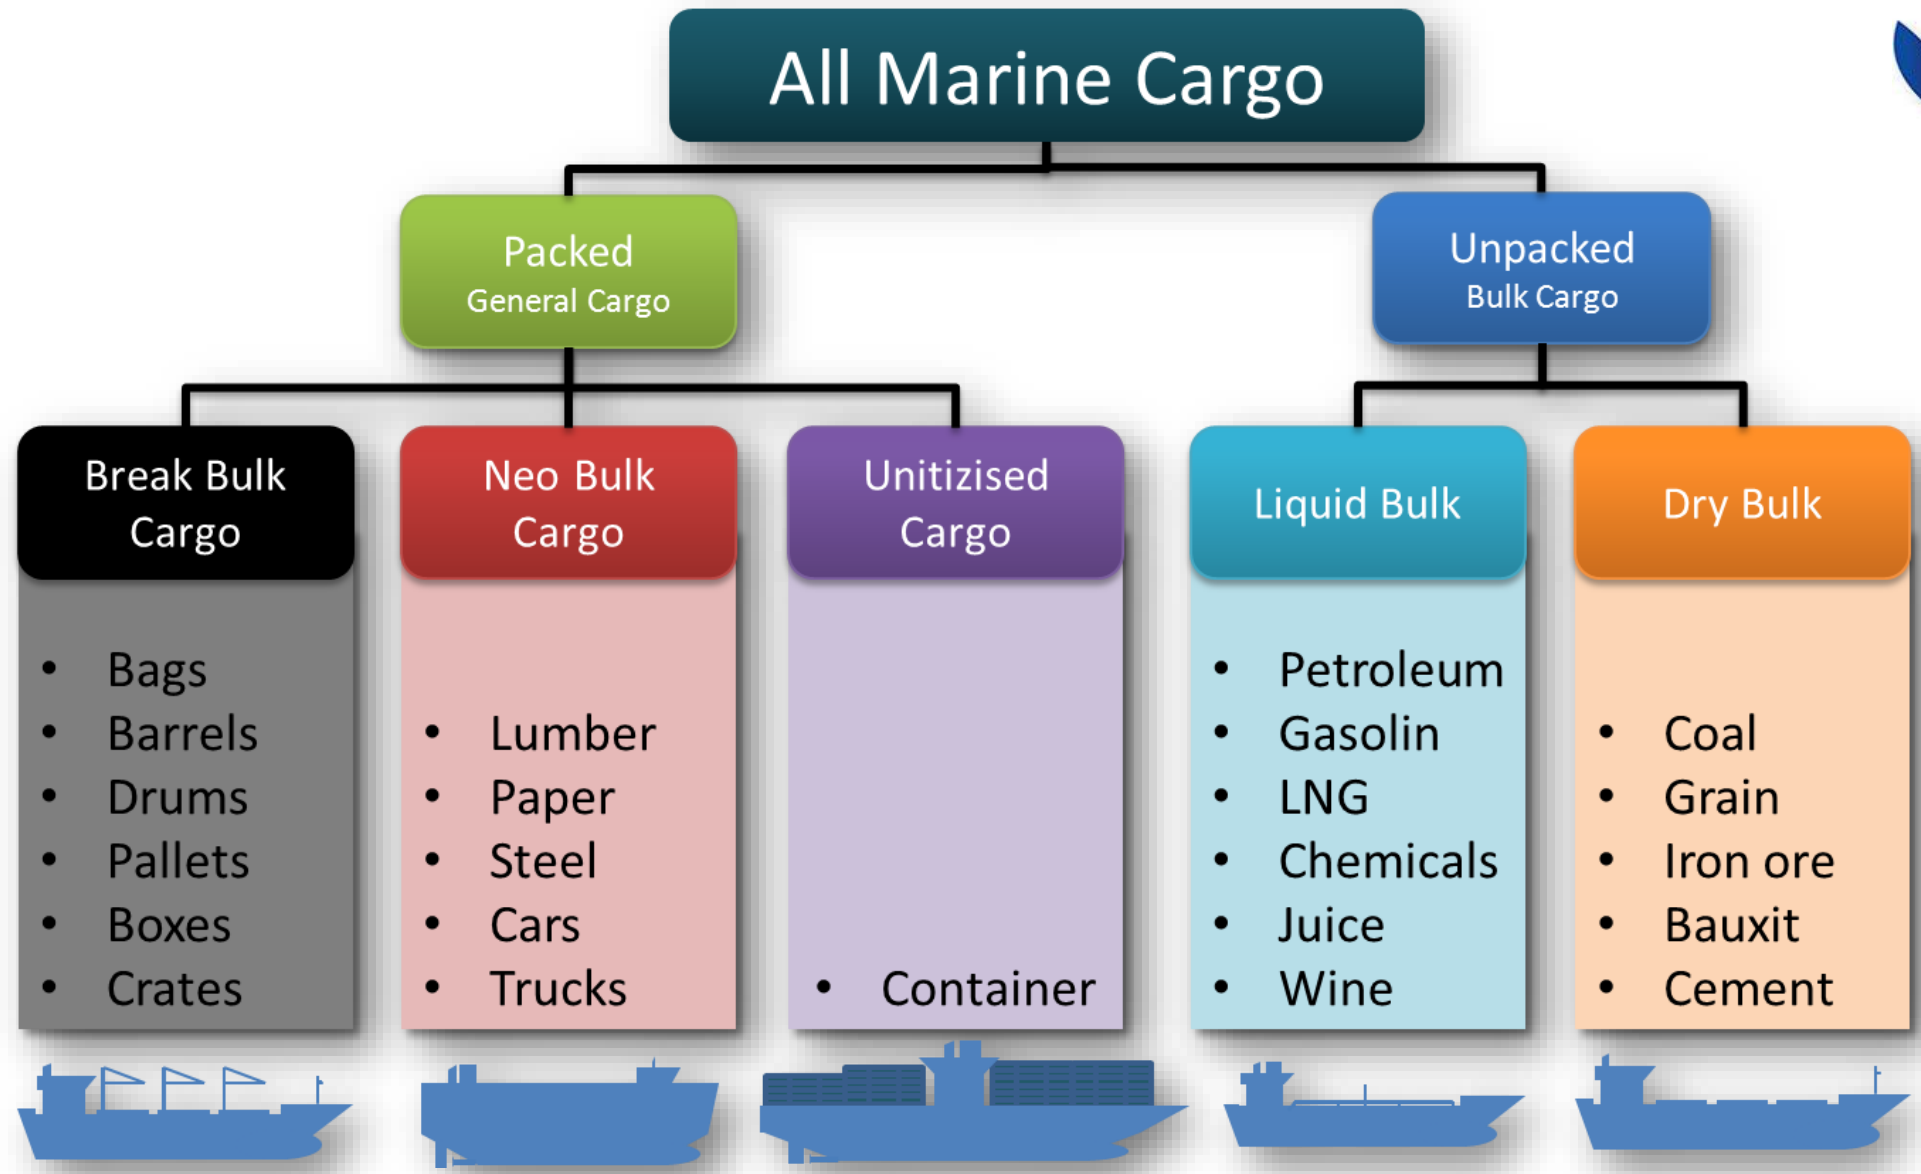 All Marine Cargo
Packed
General Cargo
Unpacked
Bulk Cargo
Break Bulk
Cargo
Neo Bulk
Cargo
Unitizised
Cargo
Liquid Bulk
Dry Bulk
• Bags
• Barrels
• Drums
• Pallets
• Boxes
• Crates
• Lumber
• Paper
• Steel
• Cars
• Trucks
• Container
• Petroleum
• Gasolin
• LNG
• Chemicals
• Juice
• Wine
• Coal
• Grain
• Iron ore
• Bauxit
• Cement